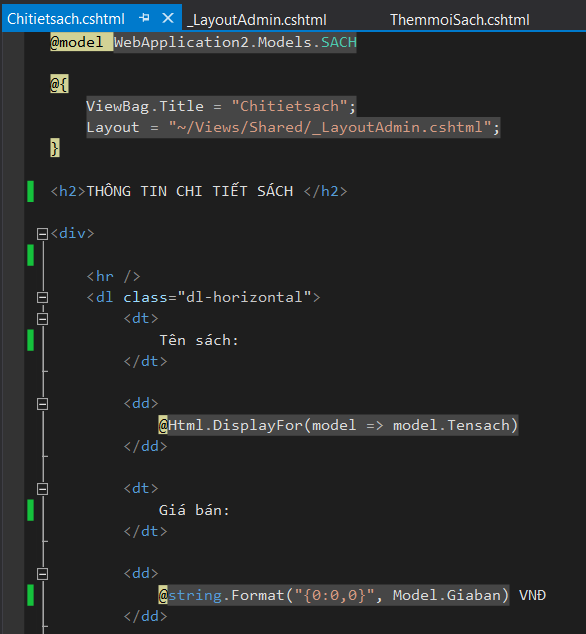 Chitietsach.cshtml _LayoutAdmin.cshtml ThemmoiSach.cshtml
@model WebApplication2.Models.SACH
@{
ViewBag.Title = "Chitietsach";
Layout = "~/Views/Shared/_LayoutAdmin.cshtml";
}
<h2>THÔNG TIN CHI TIẾT SÁCH </h2>
<div>
<hr />
<dl class="dl-horizontal">
<dt>
Tên sách:
</dt>
<dd>
@Html.DisplayFor(model => model.Tensach)
</dd>
<dt>
Giá bán:
</dt>
<dd>
@string.Format("{0:0,0}", Model.Giaban) VNĐ
</dd>